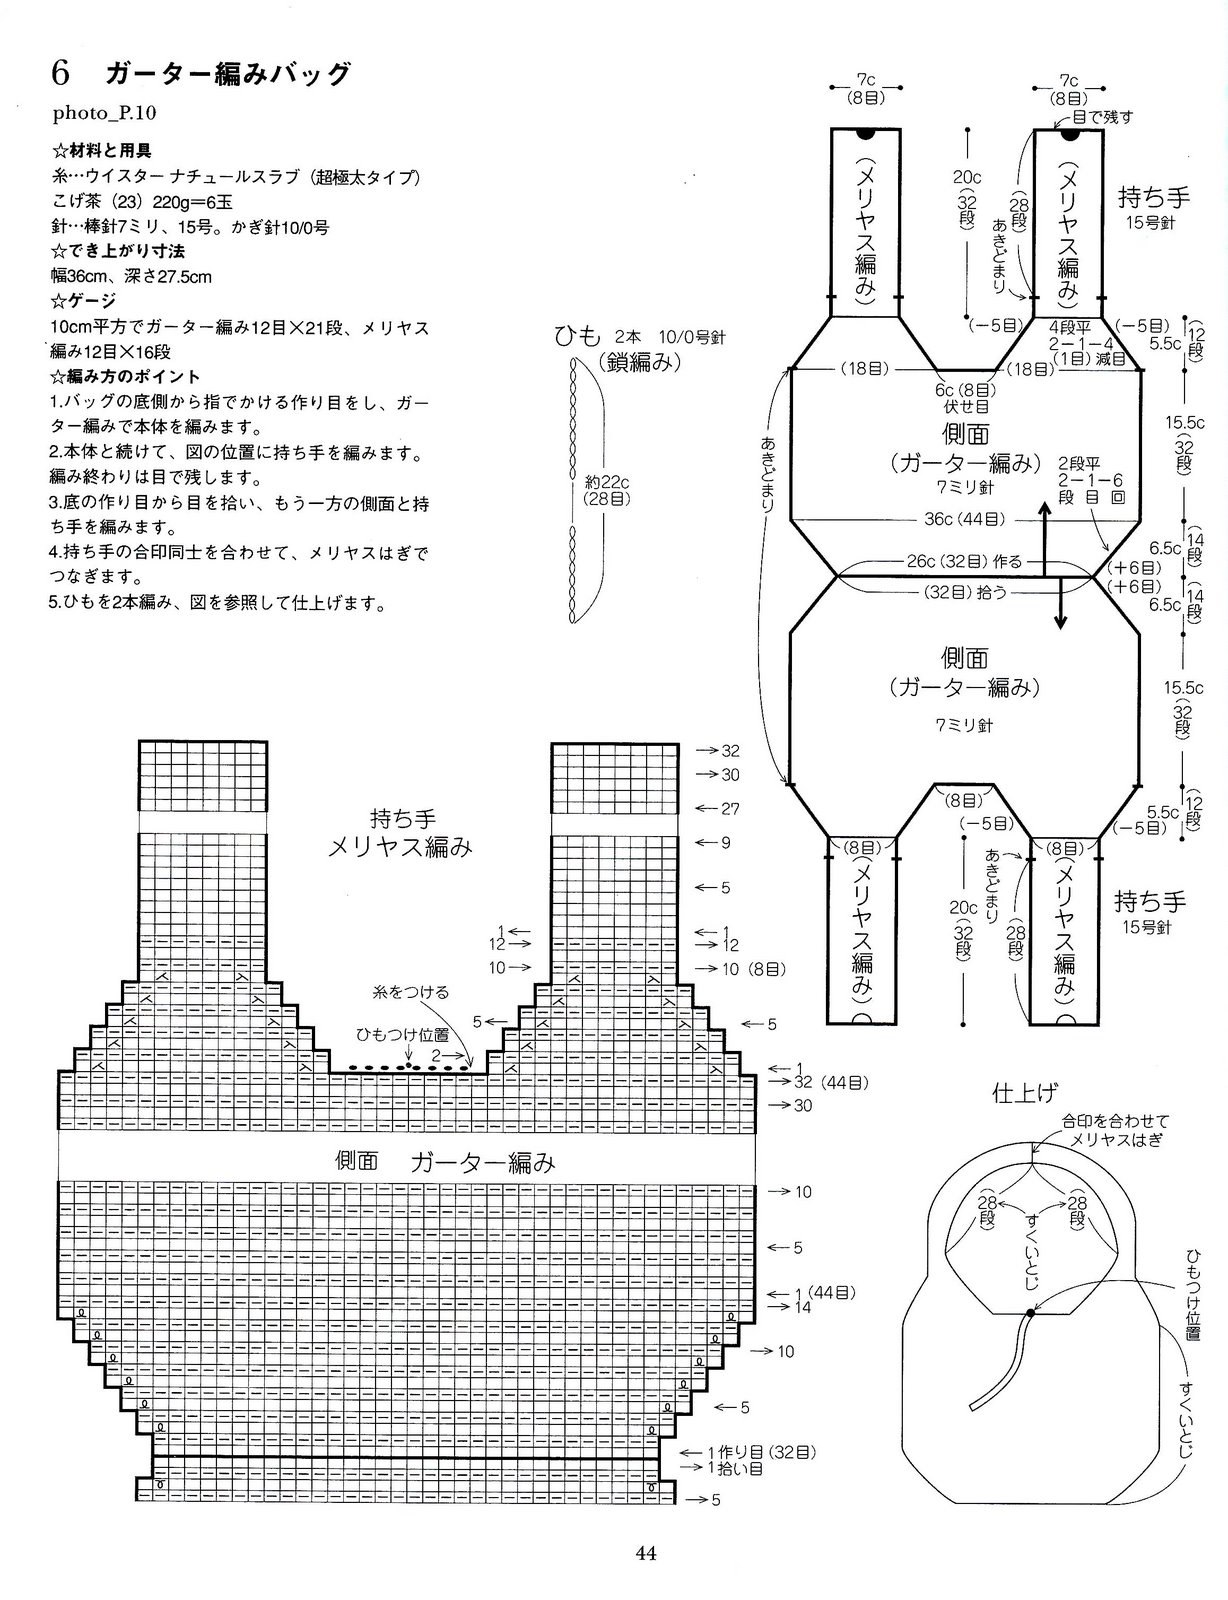 6 ガーター編みバッグ
photo_P.10
☆材料と用具
糸…ウイスター ナチュールスラブ（超極太タイプ）
こげ茶（23）220g＝6玉
針…棒針7ミリ、15号。かぎ針10/0号
☆でき上がり寸法
幅36cm、深さ27.5cm
☆ゲージ
10cm平方でガーター編み12目×21段、メリヤス
編み12目×16段
☆編み方のポイント
1.バッグの底側から指でかける作り目をし、ガー
ター編みで本体を編みます。
2.本体と続けて、図の位置に持ち手を編みます。
編み終わりは目で残します。
3.底の作り目から目を拾い、もう一方の側面と持
ち手を編みます。
4.持ち手の合印同士を合わせて、メリヤスはぎで
つなぎます。
5.ひもを2本編み、図を参照して仕上げます。
ひも 2本 10/0号針
（鎖編み）
約22c
（28目）
7c
（8目）
7c
（8目）
目で残す
（メリヤス編み）
20c
（32段）
（28段）
あきどまり
（メリヤス編み）
持ち手
15号針
（−5目）
4段平
2−1−4
（1目）減目
（−5目）
5.5c
（12段）
（18目）
（18目）
6c（8目）
伏せ目
あきどまり
側面
（ガーター編み）
7ミリ針
15.5c
（32段）
2段平
2−1−6
段 目 回
36c（44目）
6.5c
（14段）
26c（32目）作る
（＋6目）
（32目）拾う
（＋6目）
6.5c
（14段）
側面
（ガーター編み）
7ミリ針
15.5c
（32段）
（8目）
（−5目）
（−5目）
5.5c
（12段）
（8目）
（8目）
（メリヤス編み）
20c
（32段）
あきどまり
（28段）
（メリヤス編み）
持ち手
15号針
持ち手
メリヤス編み
→32
→30
←27
←9
←5
1←
←1
12→
→12
10→
→10（8目）
糸をつける
5←
←5
ひもつけ位置
2→
←1
→32（44目）
→30
側面 ガーター編み
→10
←5
←1（44目）
→14
→10
←5
←1作り目（32目）
→1拾い目
→5
仕上げ
合印を合わせて
メリヤスはぎ
（28段）
（28段）
すくいとじ
ひもつけ位置
すくいとじ
44